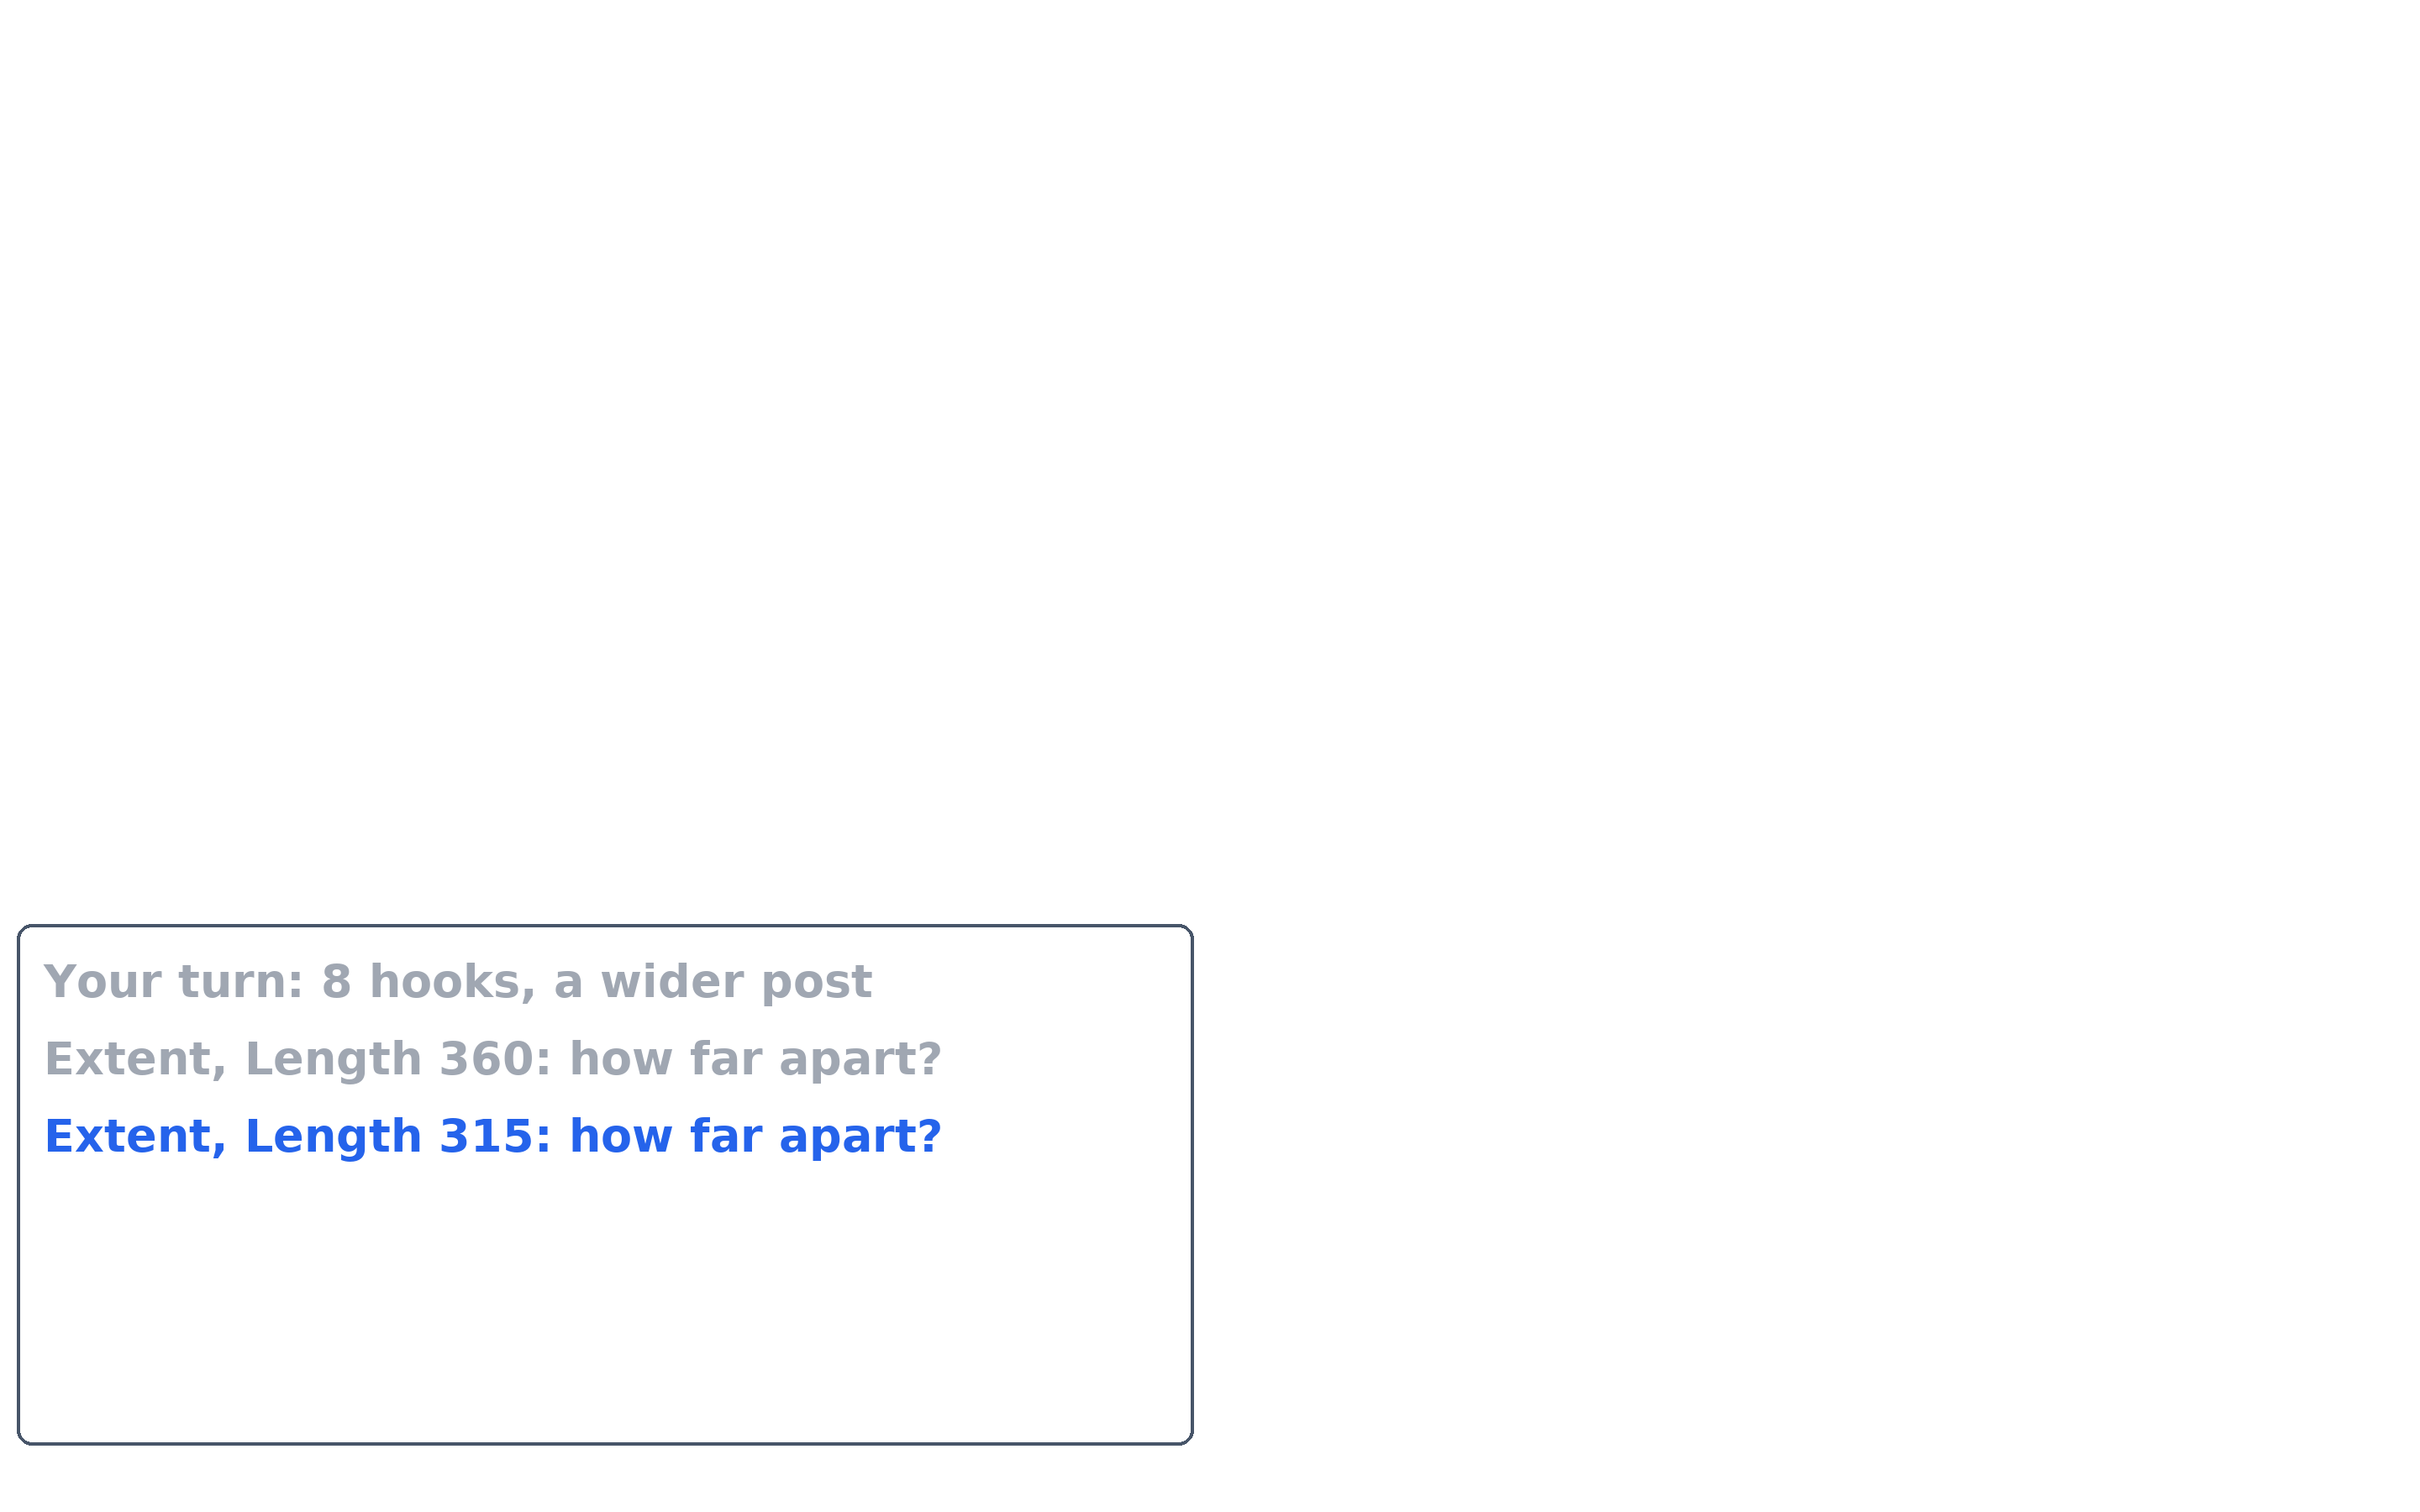 Your turn: 8 hooks, a wider post
Extent, Length 360: how far apart?
Extent, Length 315: how far apart?